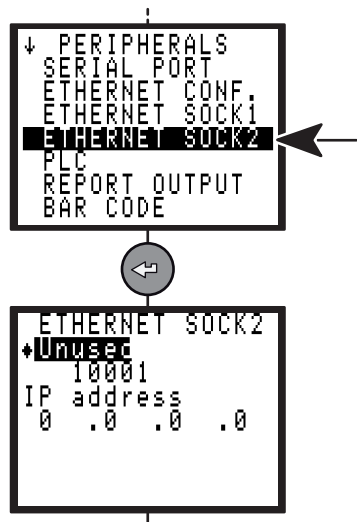 ↓ PERIPHERALS
SERIAL PORT
ETHERNET CONF.
ETHERNET SOCK1
ETHERNET SOCK2
PLC
REPORT OUTPUT
BAR CODE
ETHERNET SOCK2
♦Unused
10001
IP address
0 .0 .0 .0